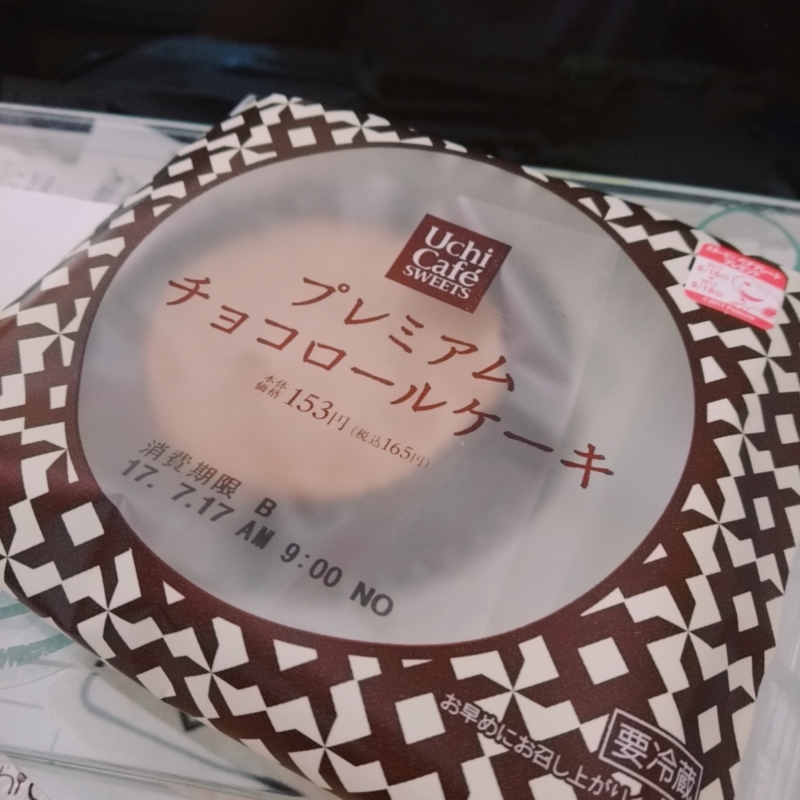 Uchi
Café
SWEETS
プレミアム
チョコロールケーキ
本体
価格 153円 (税込165円)
消費期限 B
17. 7.17 AM 9:00 NO
お早めにお召し上がり
要冷蔵